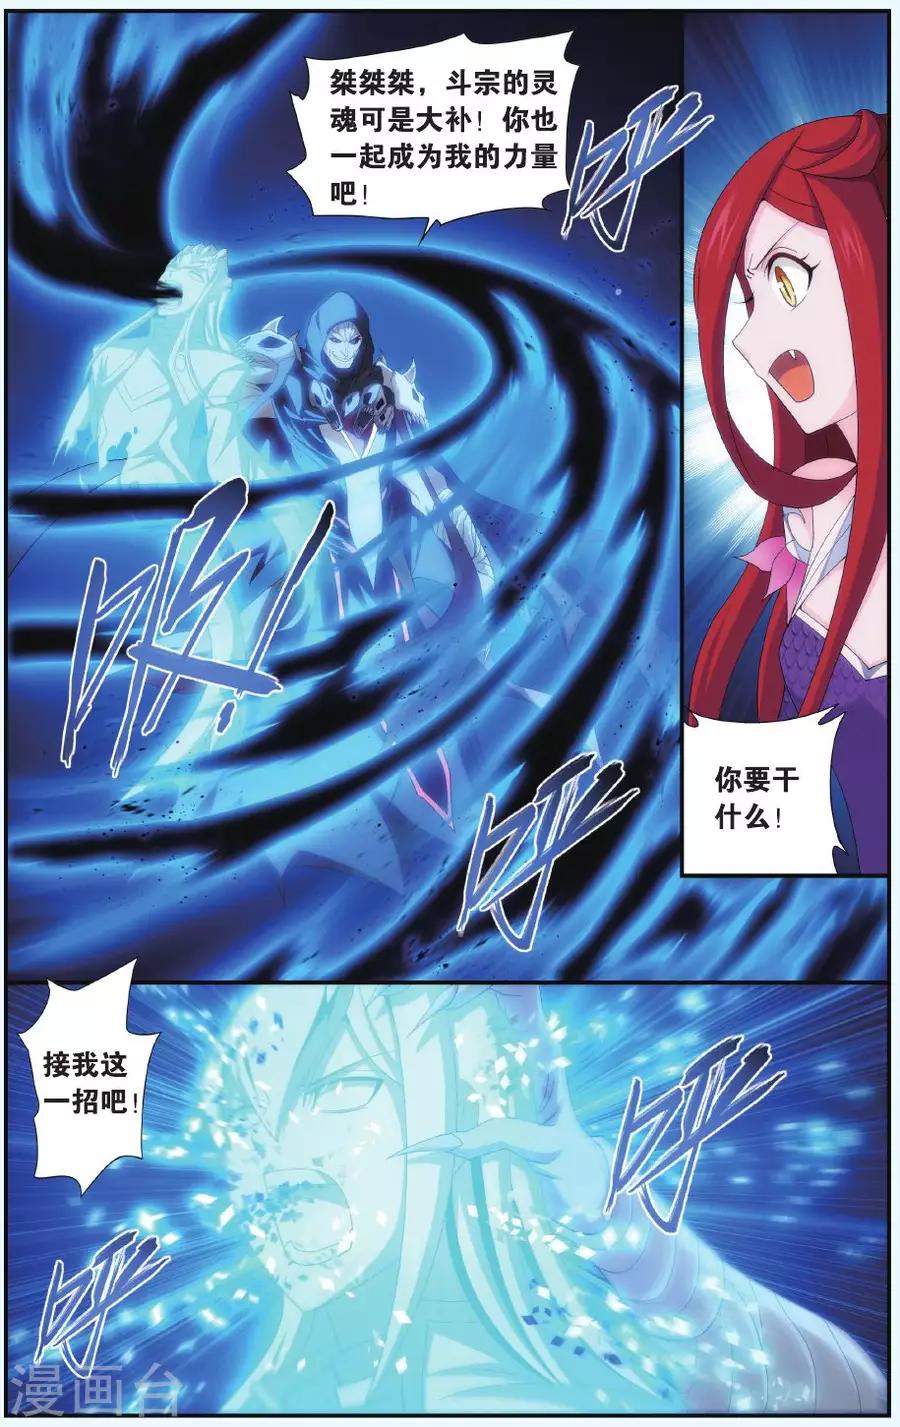 桀桀桀，斗宗的灵
魂可是大补！你也
一起成为我的力量
吧！
呼
你要干
什么！
吸！
呼
接我这
一招吧！
呼
呼
漫画台